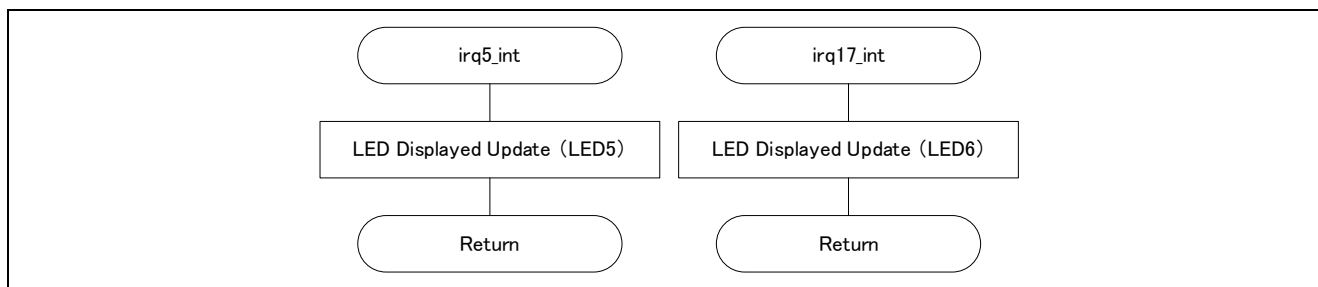 irq5_int
irq17_int
LED Displayed Update（LED5）
LED Displayed Update（LED6）
Return
Return